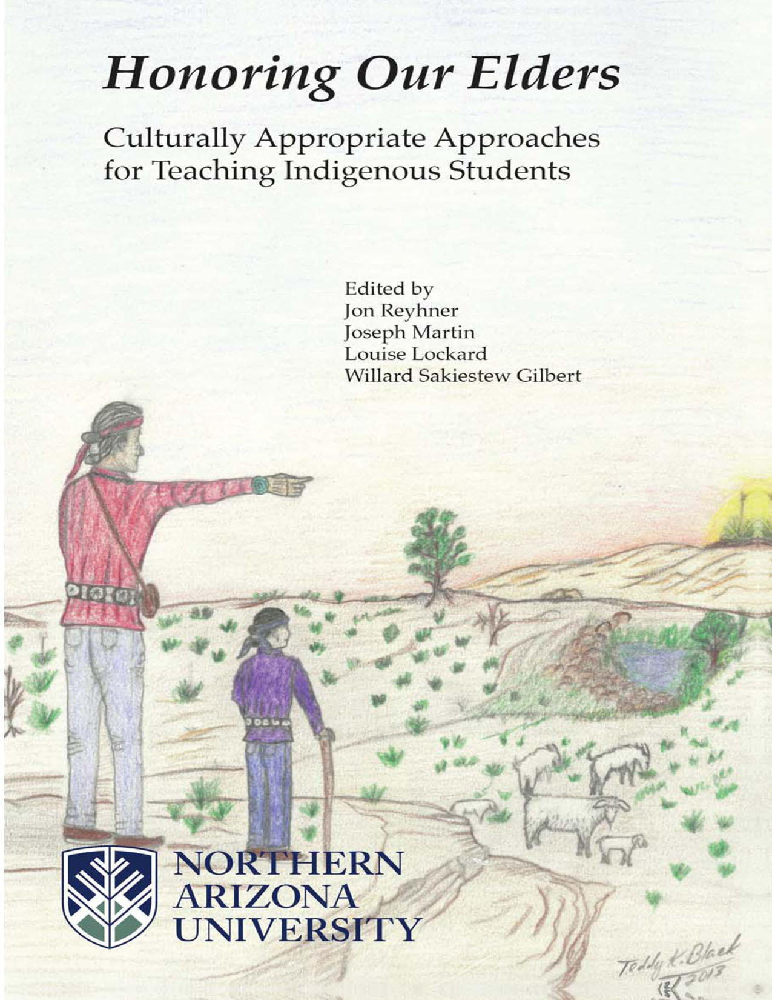 Honoring Our Elders
Culturally Appropriate Approaches
for Teaching Indigenous Students
Edited by
Jon Reyhner
Joseph Martin
Louise Lockard
Willard Sakiestew Gilbert
NORTHERN
ARIZONA
UNIVERSITY
Teddy K. Black
2013